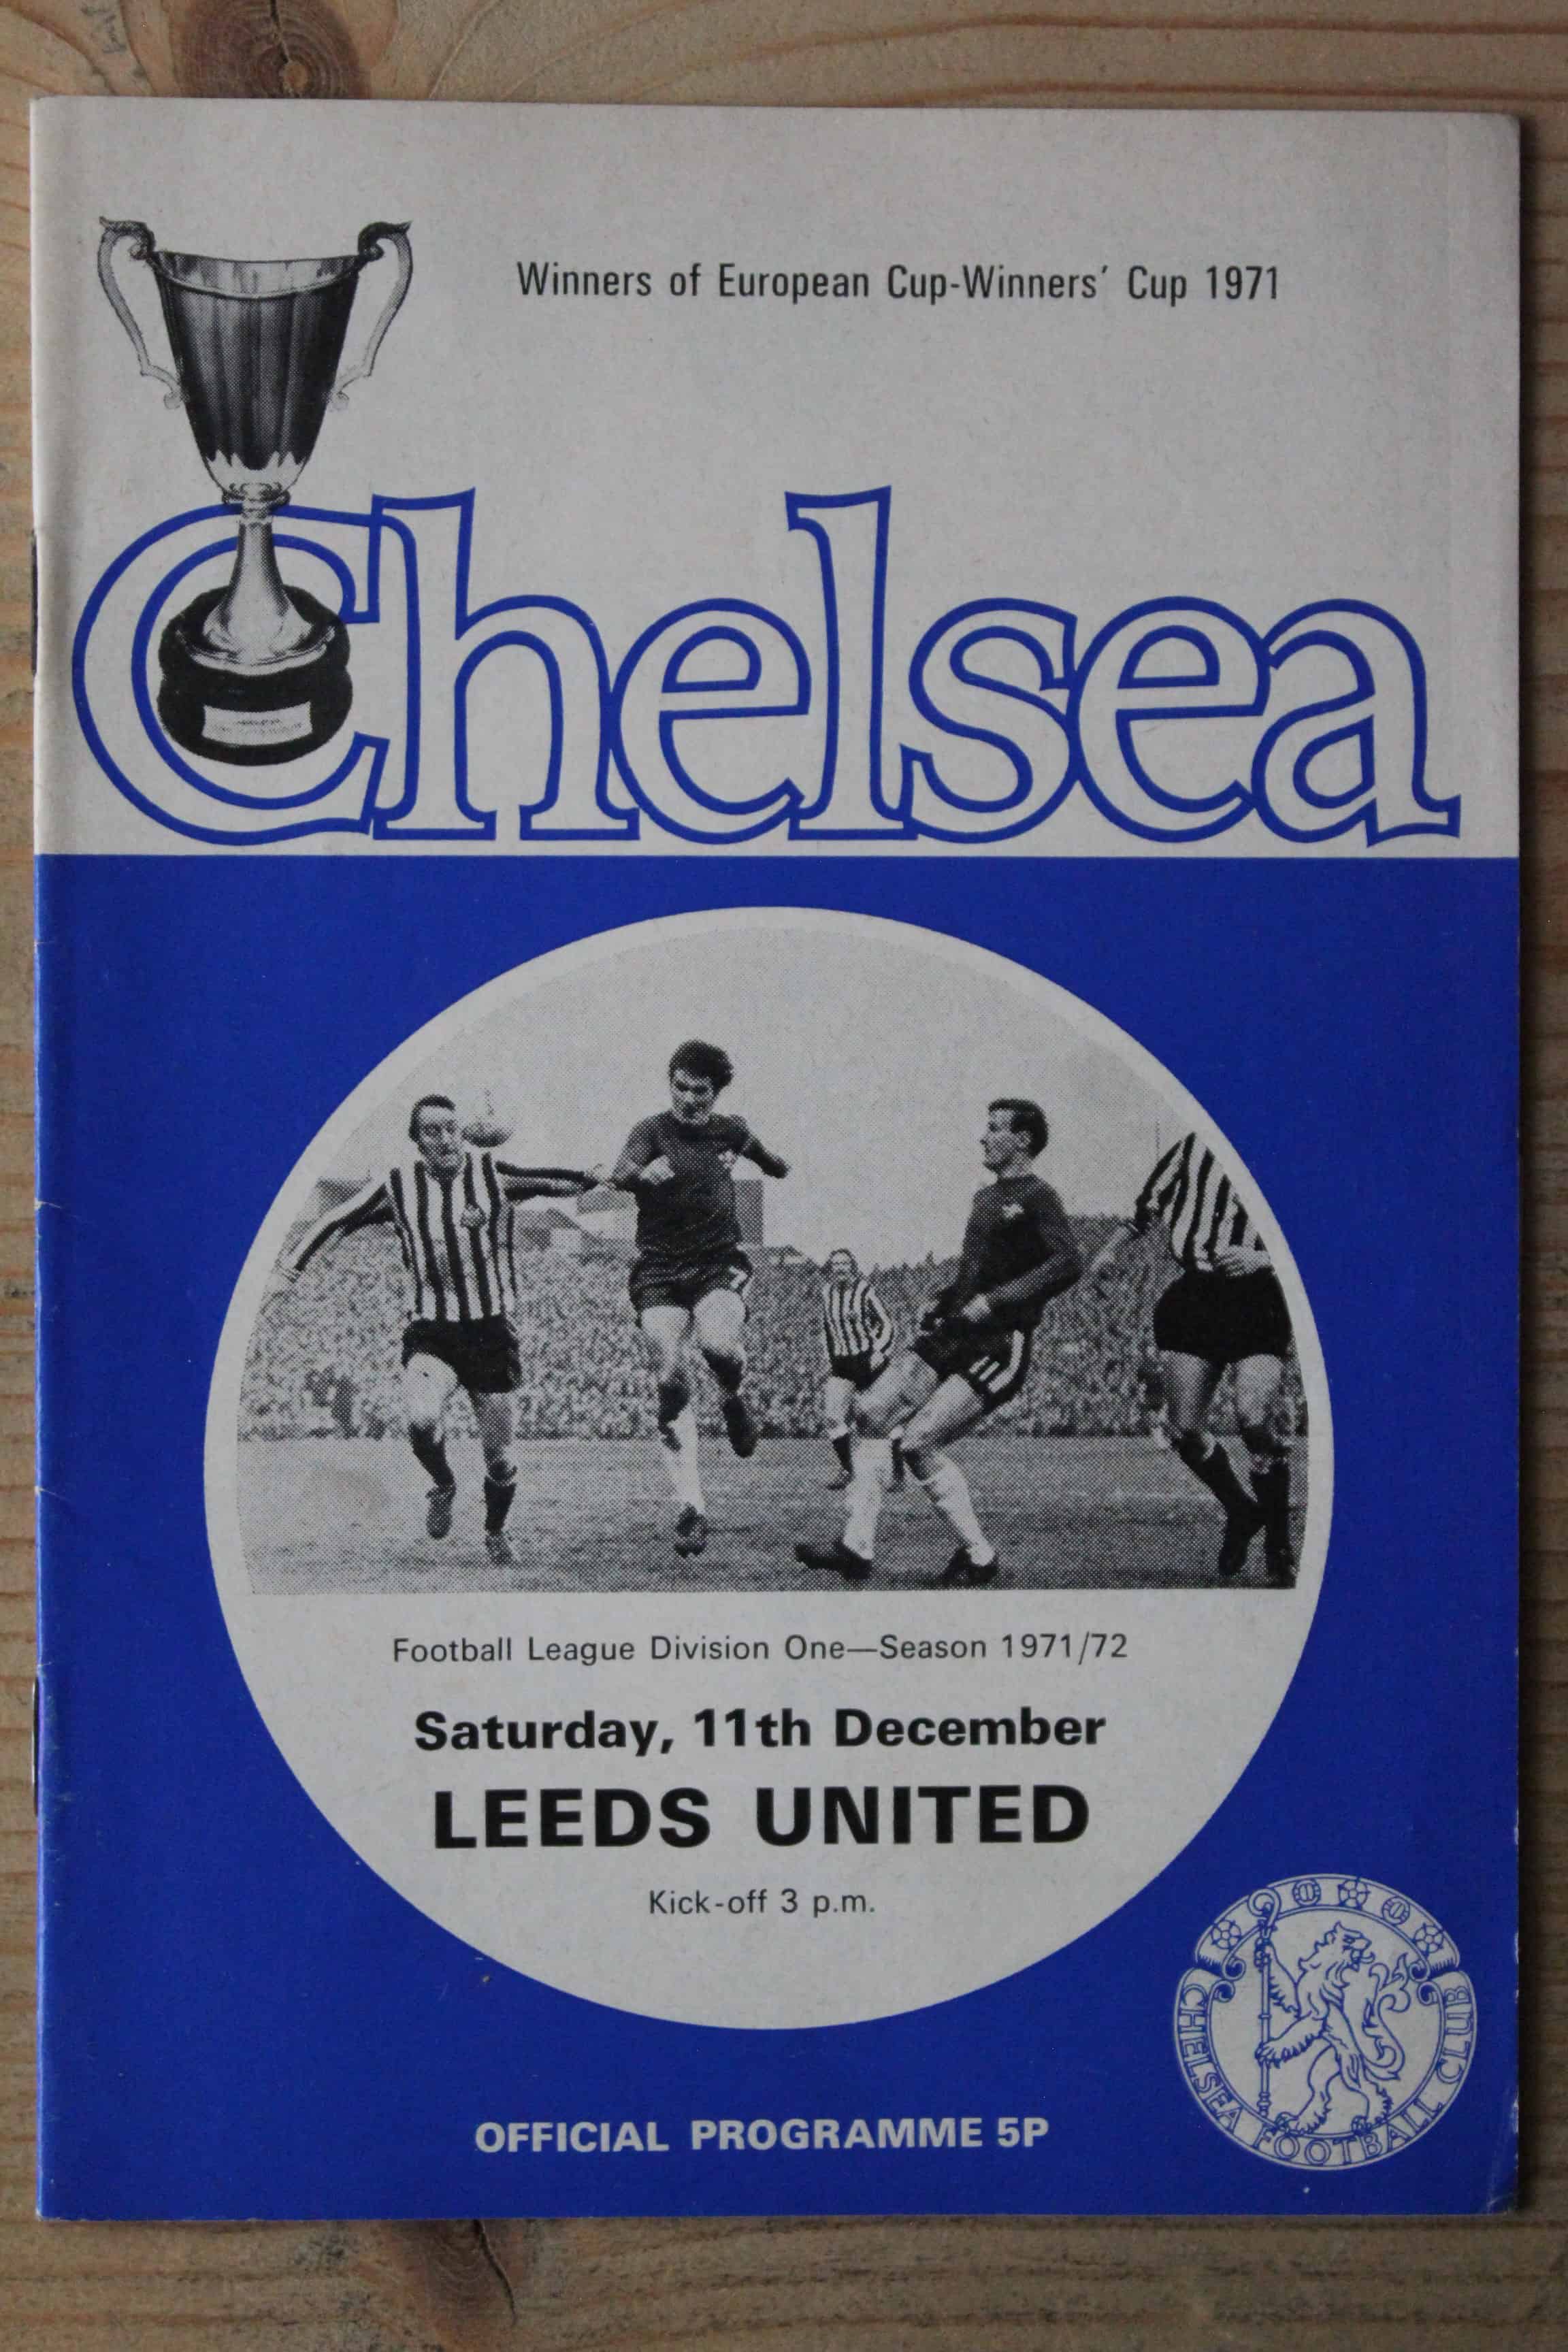 Winners of European Cup-Winners' Cup 1971
Chelsea
7
Football League Division One—Season 1971/72
Saturday, 11th December
LEEDS UNITED
Kick-off 3 p.m.
OFFICIAL PROGRAMME 5P
CHELSEA FOOTBALL CLUB